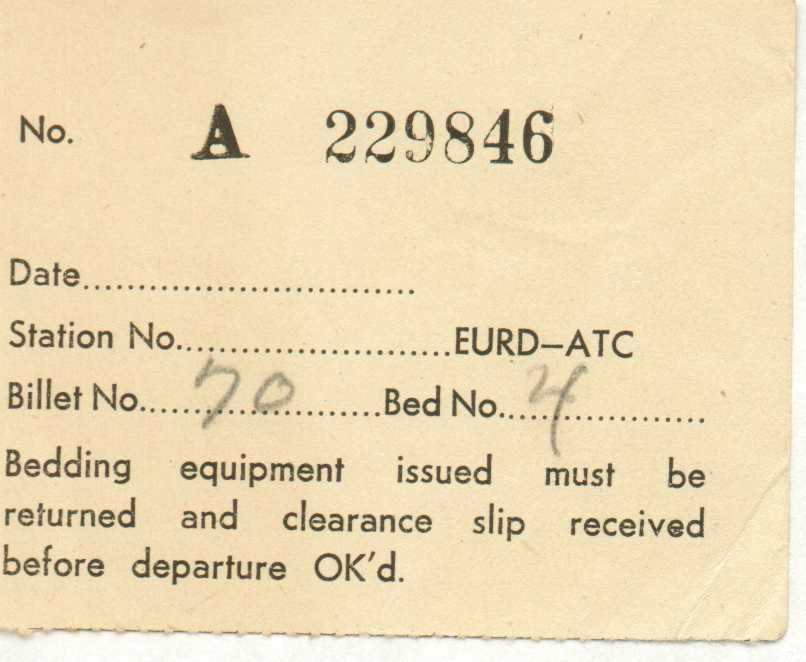 No. A 229846
Date..............................
Station No.........................EURD—ATC
Billet No. 70 Bed No. 4
Bedding equipment issued must be
returned and clearance slip received
before departure OK'd.